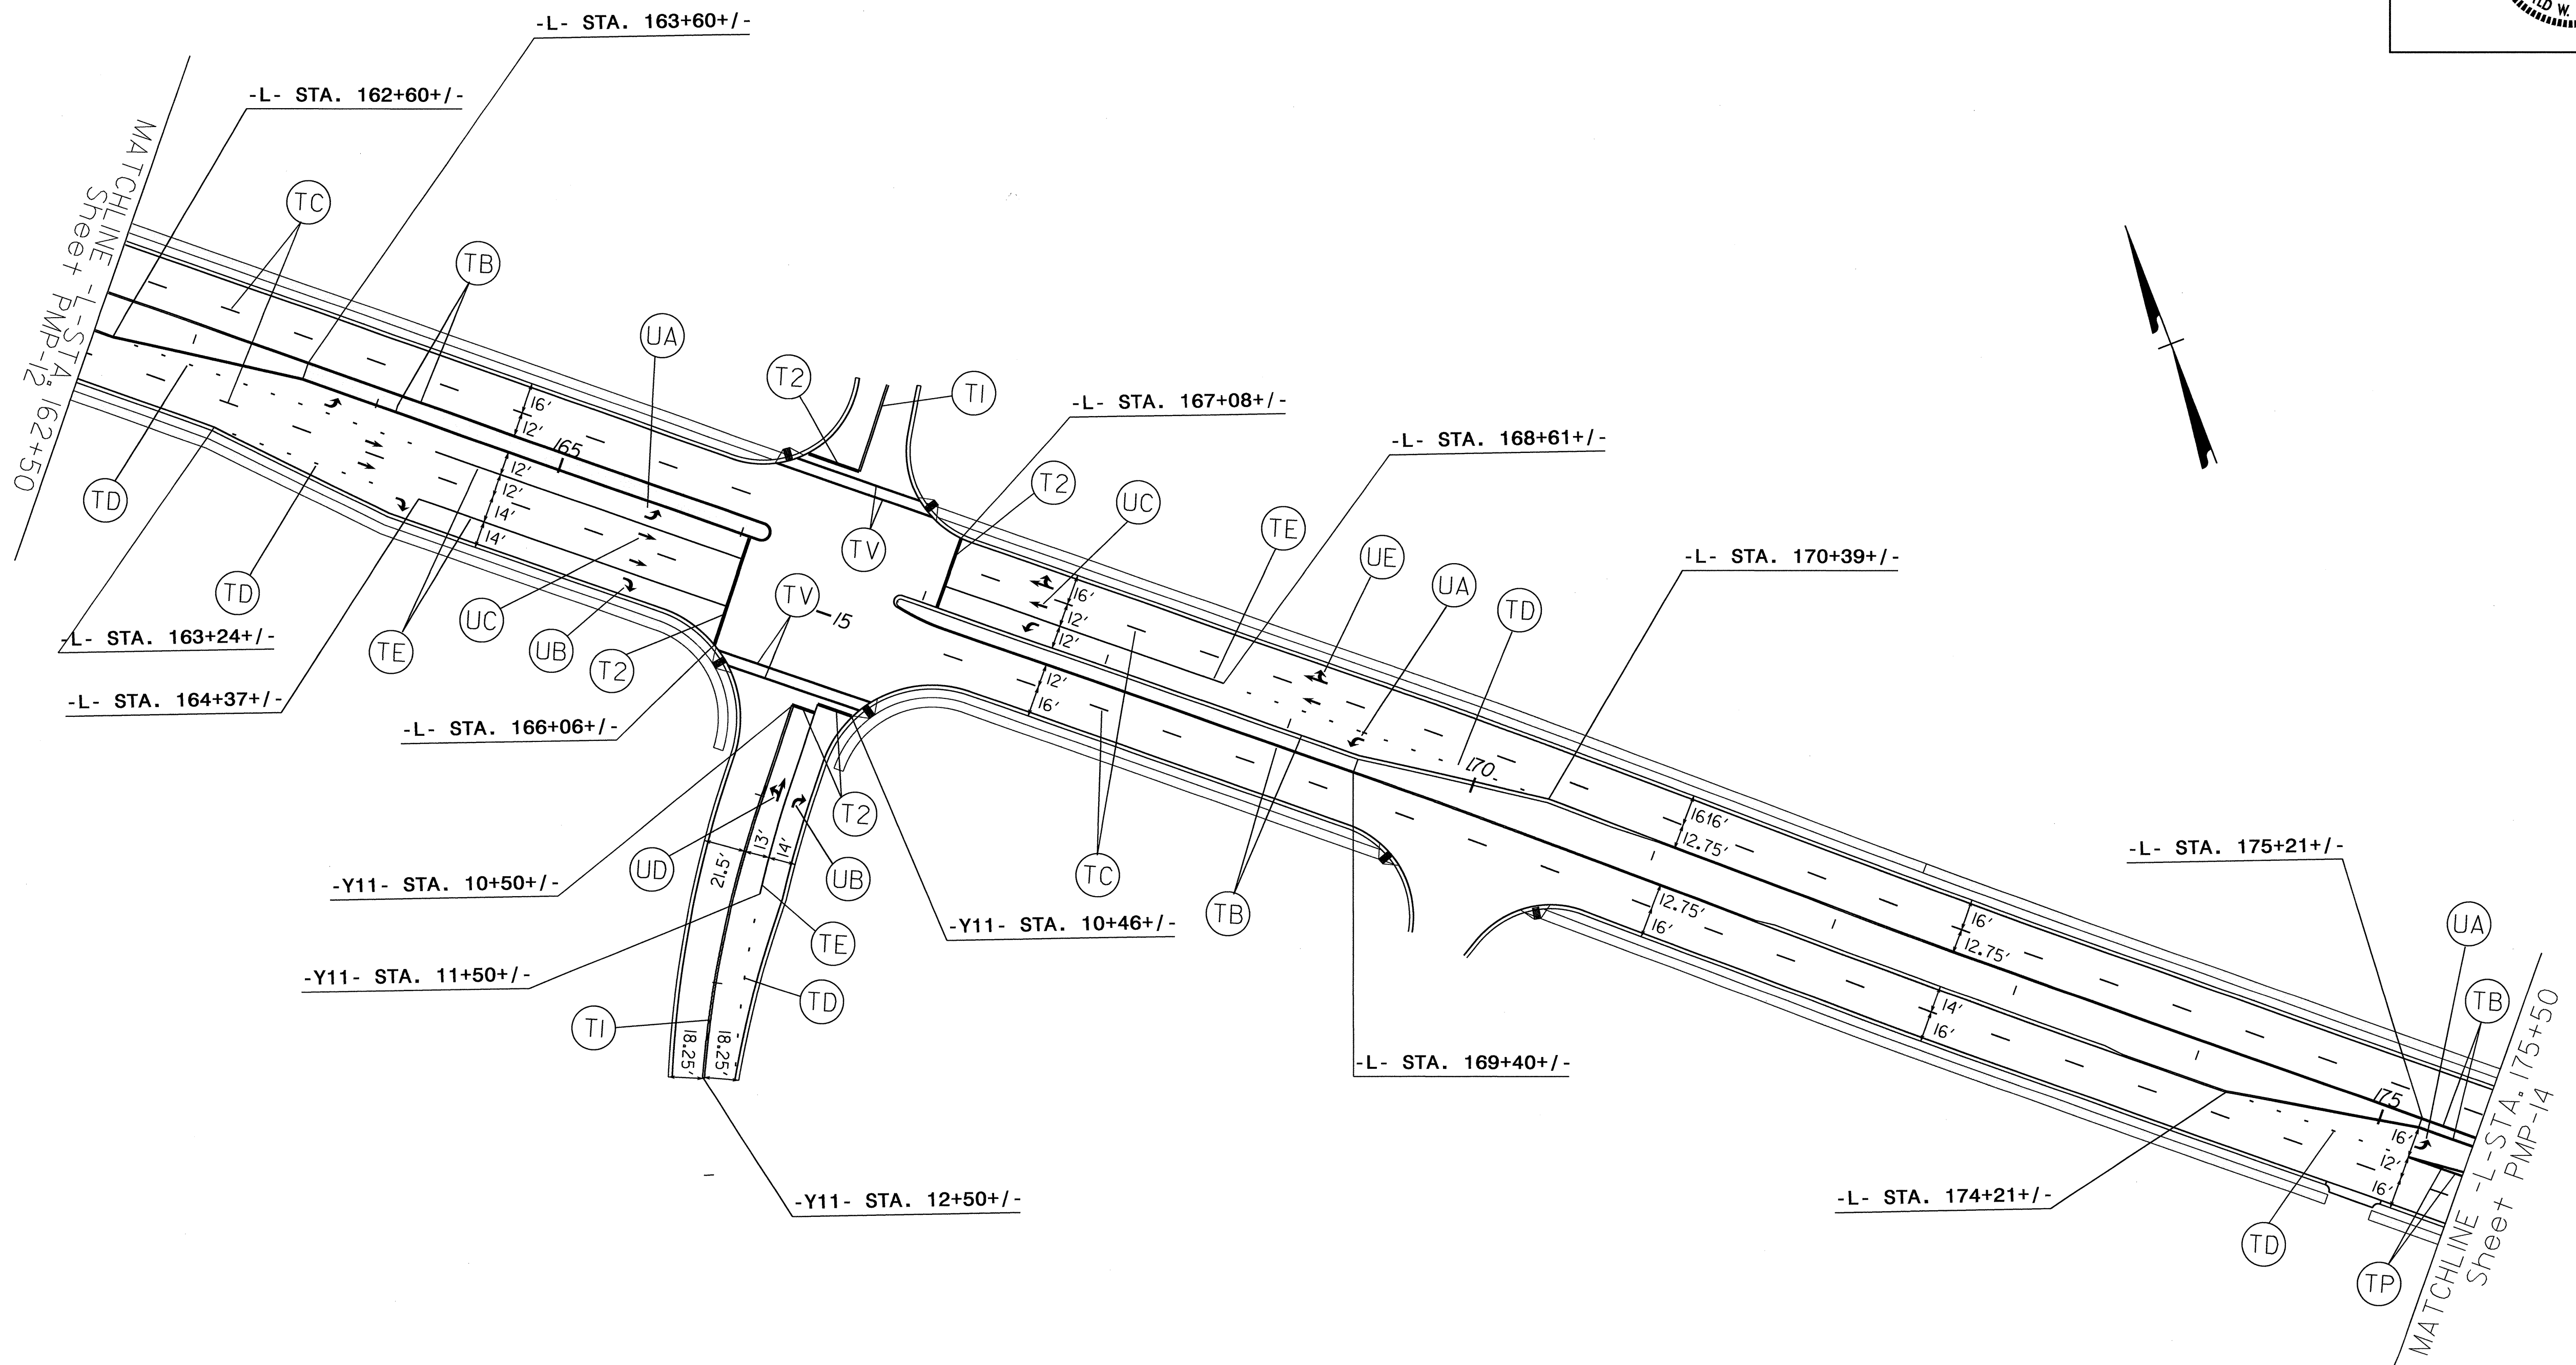 LD W.
-L- STA. 163+60+/-
-L- STA. 162+60+/-
MATCHLINE -L-STA. 162+50
Sheet PMP-12
TC
TB
UA
T2
T1
-L- STA. 167+08+/-
-L- STA. 168+61+/-
T2
UC
TE
UE
UA
TD
-L- STA. 170+39+/-
16'
12'
165
12'
12'
14'
14'
TD
TD
-L- STA. 163+24+/-
TE
UC
UB
T2
TV
TV
15
16'
12'
12'
12'
16'
-L- STA. 164+37+/-
-L- STA. 166+06+/-
170
1616'
12.75'
12.75'
16'
16'
12.75'
14'
16'
-L- STA. 175+21+/-
UA
TB
175
16'
12'
16'
MATCHLINE -L-STA. 175+50
Sheet PMP-14
T2
UD
UB
13'
14'
21.5'
TC
TB
-Y11- STA. 10+50+/-
-Y11- STA. 10+46+/-
TE
-Y11- STA. 11+50+/-
TD
T1
18.25'
18.25'
-L- STA. 169+40+/-
-Y11- STA. 12+50+/-
-L- STA. 174+21+/-
TD
TP